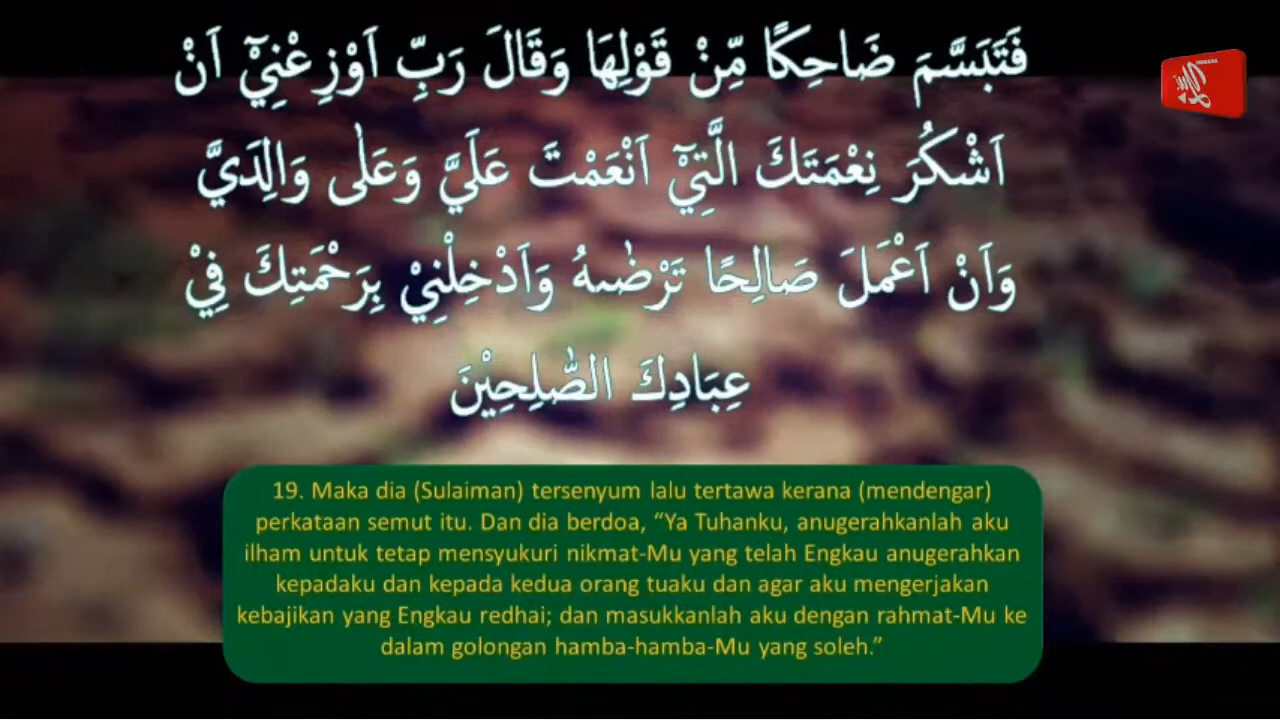 فَتَبَسَّمَ ضَاحِكًا مِّنْ قَوْلِهَا وَقَالَ رَبِّ اَوْزِعْنِيْٓ اَنْ
اَشْكُرَ نِعْمَتَكَ الَّتِيْٓ اَنْعَمْتَ عَلَيَّ وَعَلٰى وَالِدَيَّ
وَاَنْ اَعْمَلَ صَالِحًا تَرْضٰىهُ وَاَدْخِلْنِيْ بِرَحْمَتِكَ فِيْ
عِبَادِكَ الصّٰلِحِيْنَ
19. Maka dia (Sulaiman) tersenyum lalu tertawa kerana (mendengar)
perkataan semut itu. Dan dia berdoa, “Ya Tuhanku, anugerahkanlah aku
ilham untuk tetap mensyukuri nikmat-Mu yang telah Engkau anugerahkan
kepadaku dan kepada kedua orang tuaku dan agar aku mengerjakan
kebajikan yang Engkau redhai; dan masukkanlah aku dengan rahmat-Mu ke
dalam golongan hamba-hamba-Mu yang soleh.”